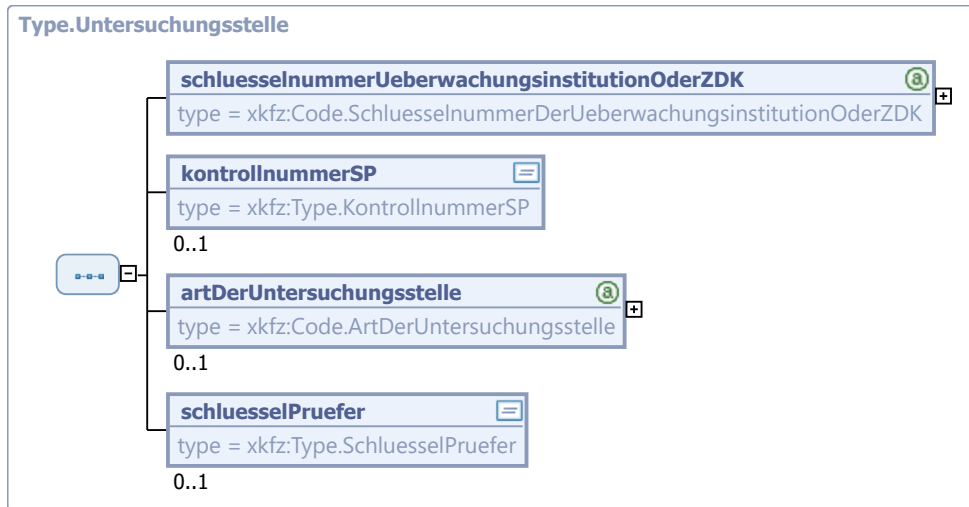 Type.Untersuchungsstelle
schluesselnummerUeberwachungsinstitutionOderZDK
type = xkfz:Code.SchluesselnummerDerUeberwachungsinstitutionOderZDK
kontrollnummerSP
type = xkfz:Type.KontrollnummerSP
0..1
artDerUntersuchungsstelle
type = xkfz:Code.ArtDerUntersuchungsstelle
0..1
schluesselPruefer
type = xkfz:Type.SchluesselPruefer
0..1